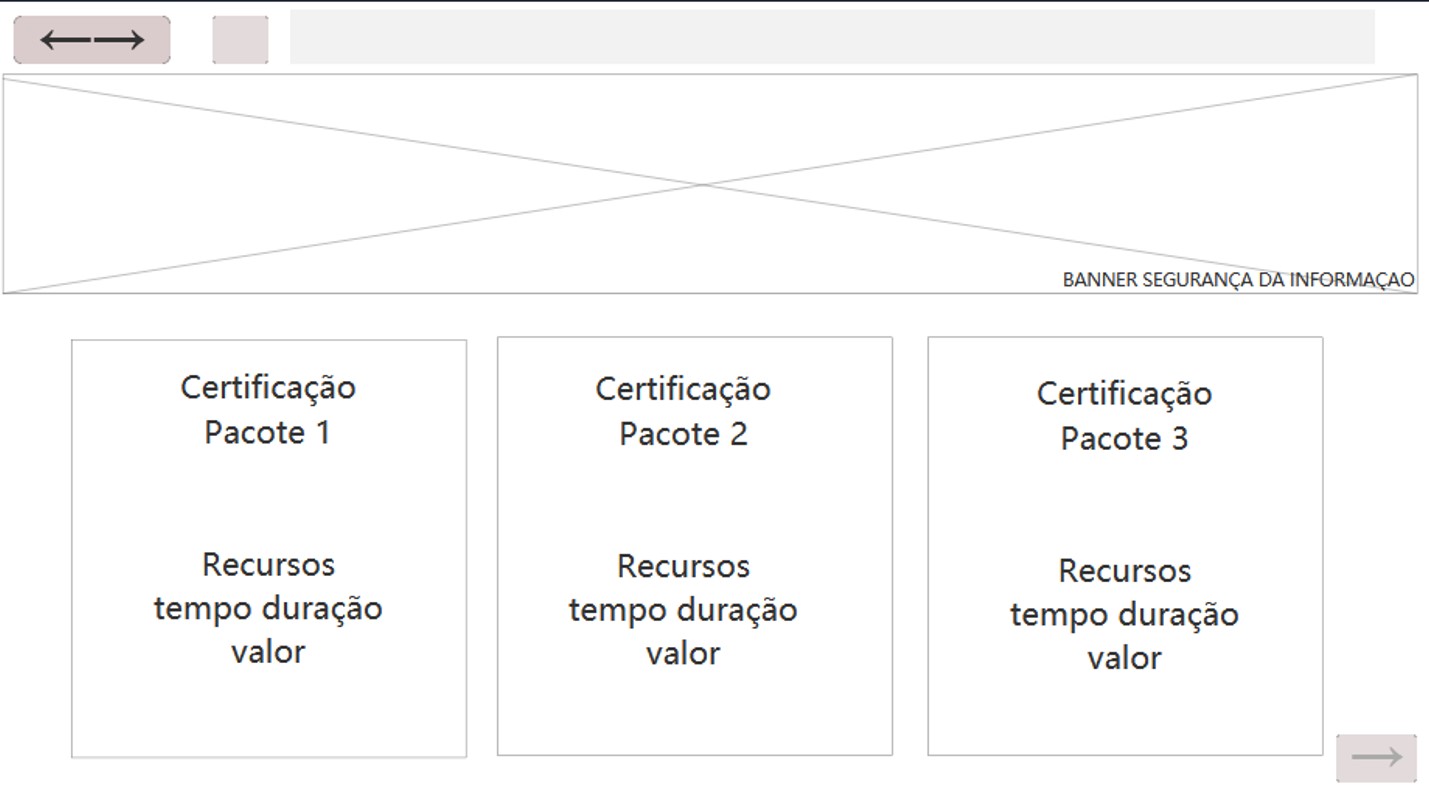 BANNER SEGURANÇA DA INFORMAÇAO
Certificação
Pacote 1
Recursos
tempo duração
valor
Certificação
Pacote 2
Recursos
tempo duração
valor
Certificação
Pacote 3
Recursos
tempo duração
valor